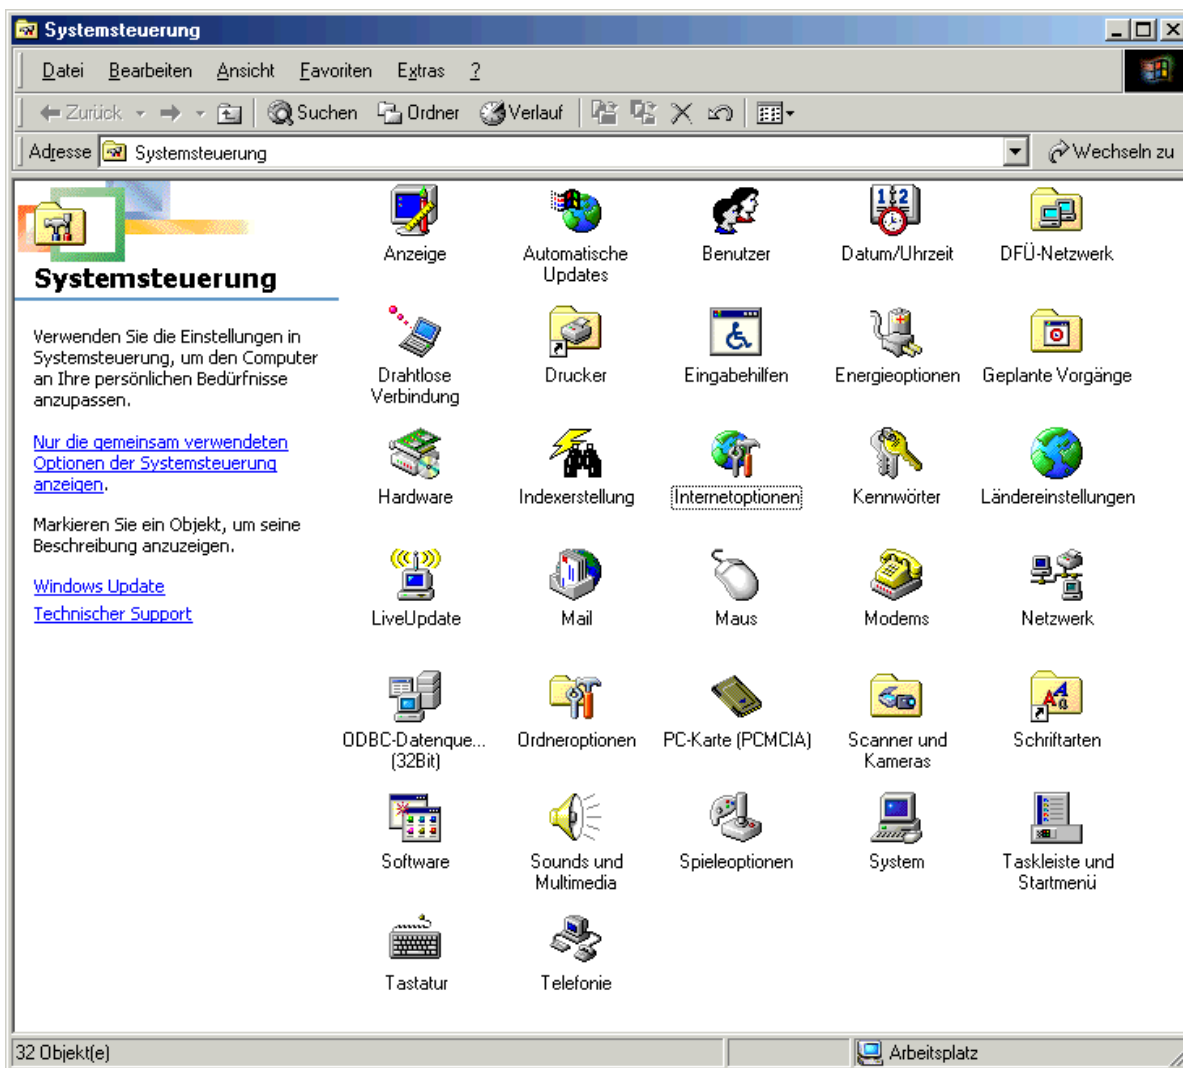 Systemsteuerung
Datei Bearbeiten Ansicht Favoriten Extras ?
Zurück Suchen Ordner Verlauf
Adresse Systemsteuerung Wechseln zu
Systemsteuerung
Verwenden Sie die Einstellungen in
Systemsteuerung, um den Computer
an Ihre persönlichen Bedürfnisse
anzupassen.
Nur die gemeinsam verwendeten
Optionen der Systemsteuerung
anzeigen.
Markieren Sie ein Objekt, um seine
Beschreibung anzuzeigen.
Windows Update
Technischer Support
Anzeige
Automatische
Updates
Benutzer
Datum/Uhrzeit
DFÜ-Netzwerk
Drahtlose
Verbindung
Drucker
Eingabehilfen
Energieoptionen
Geplante Vorgänge
Hardware
Indexerstellung
Internetoptionen
Kennwörter
Ländereinstellungen
LiveUpdate
Mail
Maus
Modems
Netzwerk
ODBC-Datenque...
(32Bit)
Ordneroptionen
PC-Karte (PCMCIA)
Scanner und
Kameras
Schriftarten
Software
Sounds und
Multimedia
Spieleoptionen
System
Taskleiste und
Startmenü
Tastatur
Telefonie
32 Objekt(e)
Arbeitsplatz